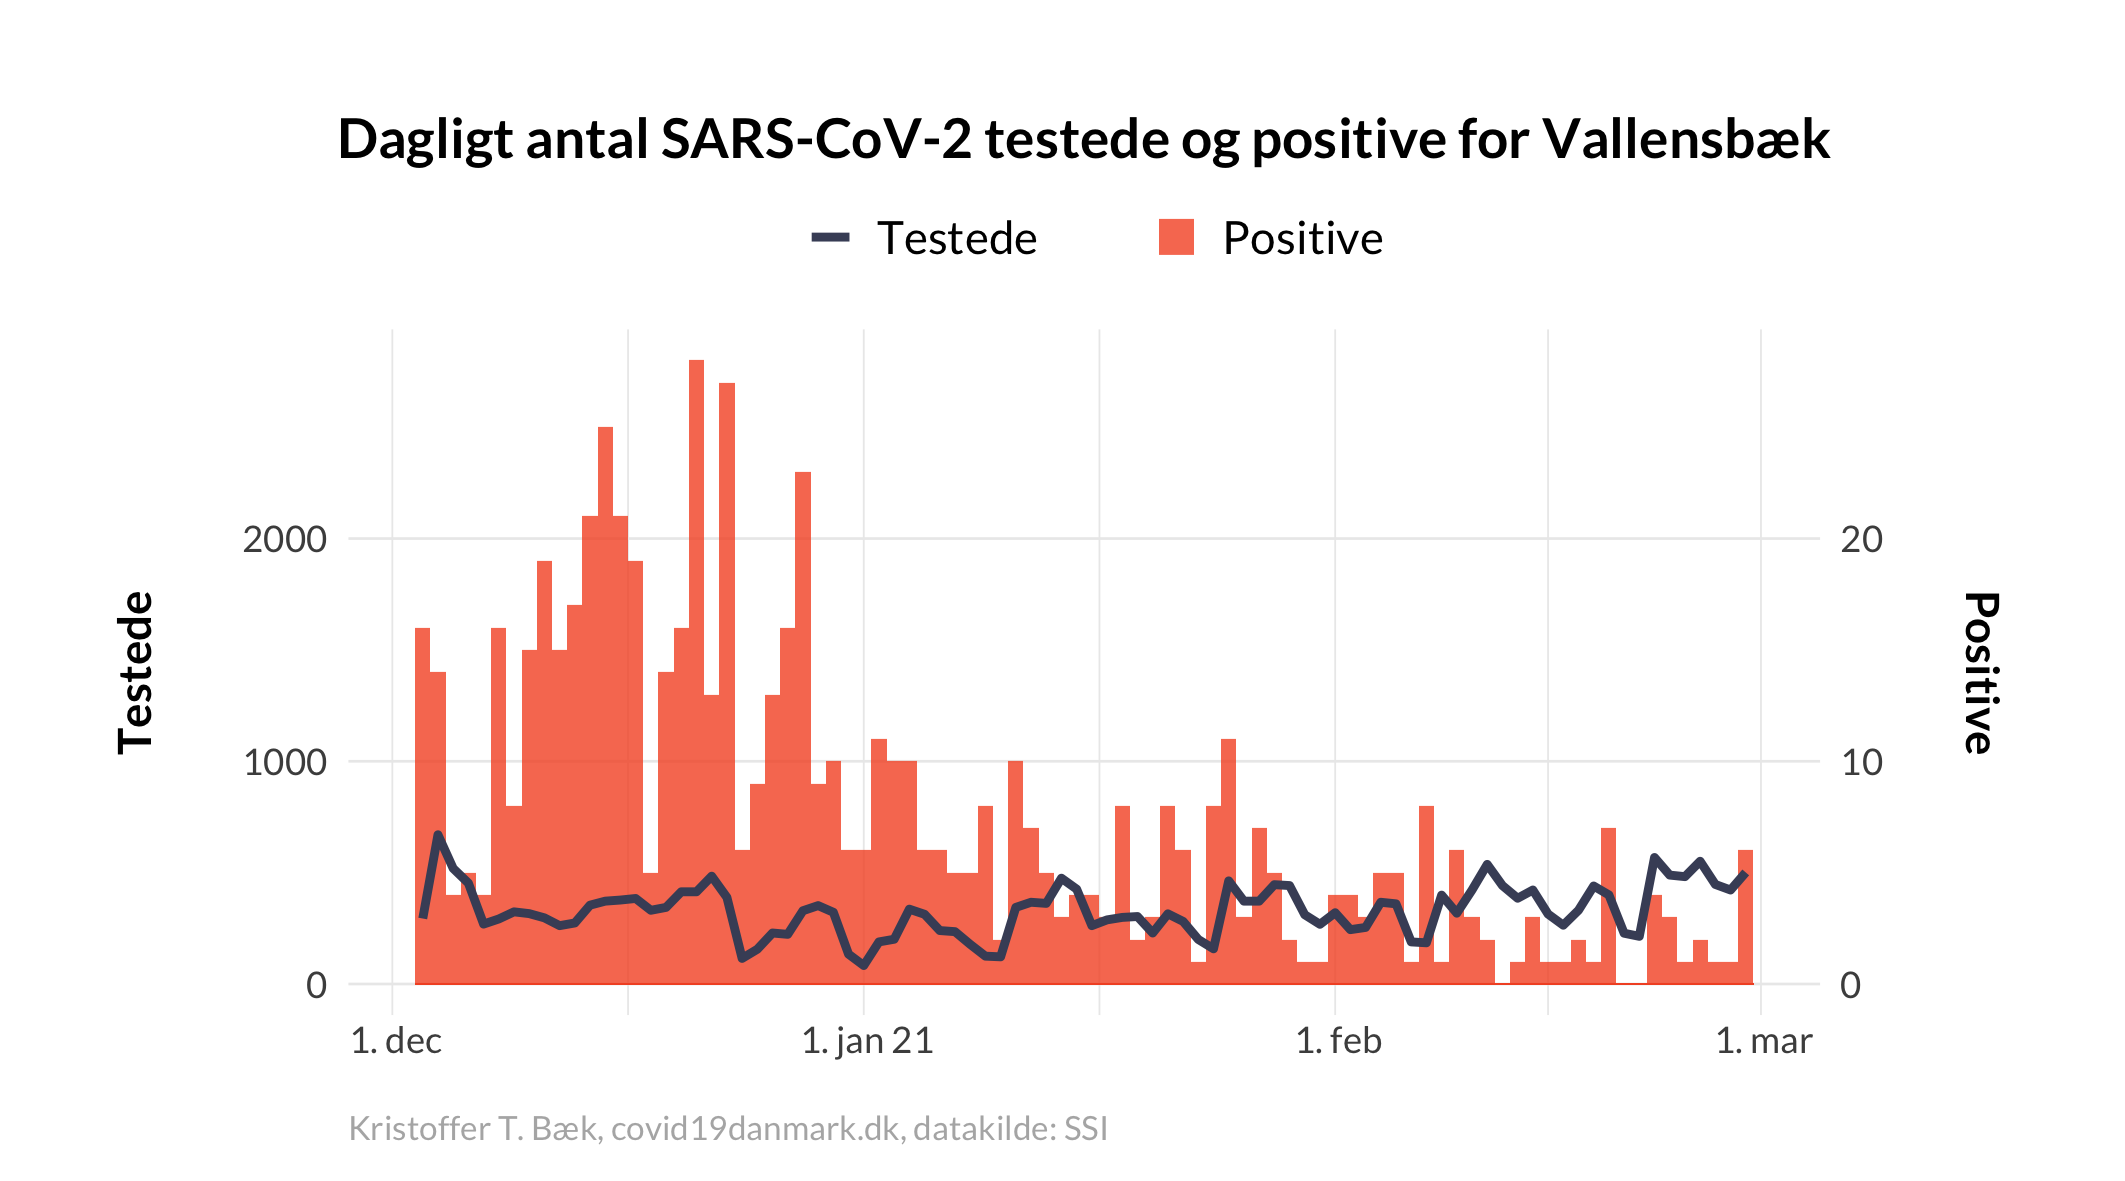 Dagligt antal SARS-CoV-2 testede og positive for Vallensbæk
Testede
Positive
2000
1000
0
Testede
20
10
0
Positive
1. dec
1. jan 21
1. feb
1. mar
Kristoffer T. Bæk, covid19danmark.dk, datakilde: SSI